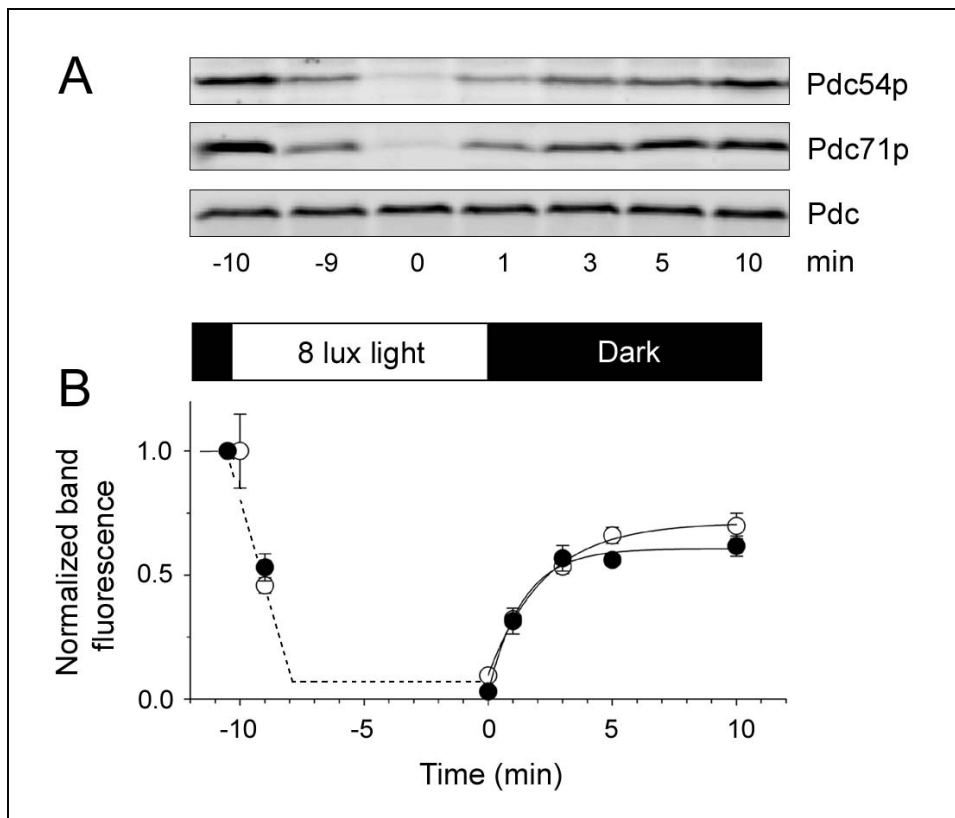 A
Pdc54p
Pdc71p
Pdc
-10 -9 0 1 3 5 10 min
8 lux light Dark
B
Normalized band
fluorescence
1.0
0.5
0.0
-10 -5 0 5 10
Time (min)